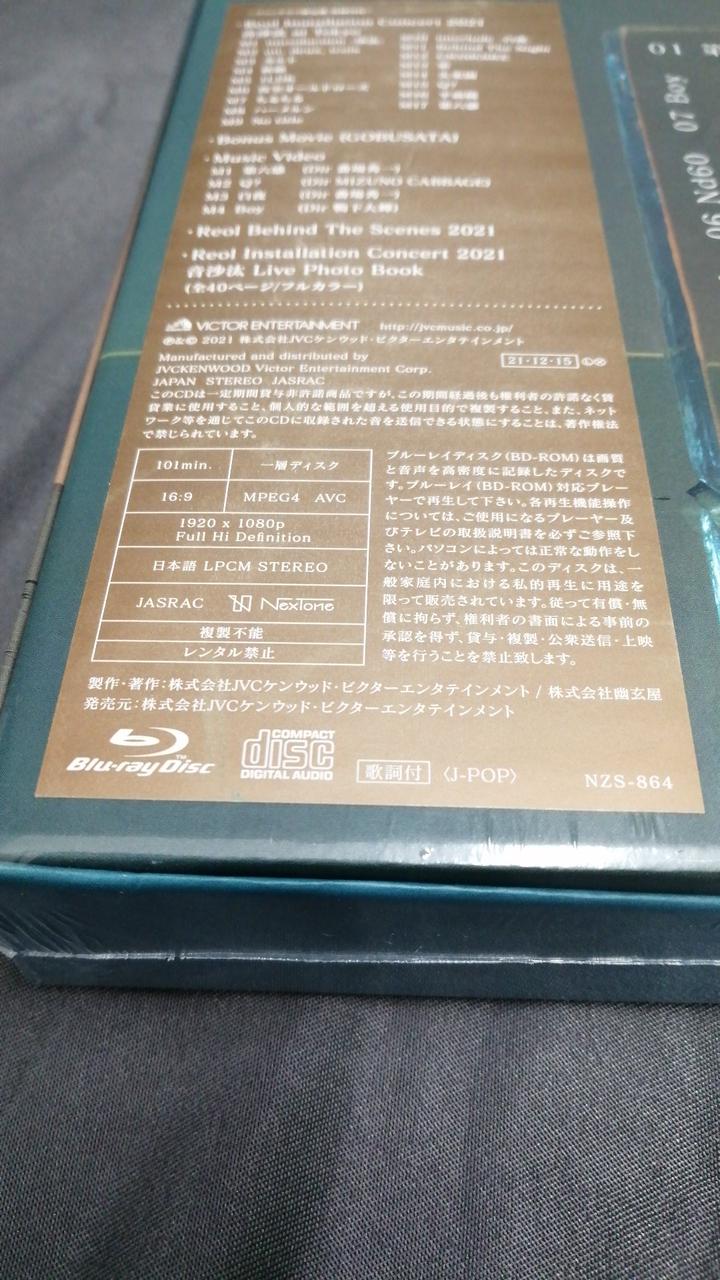 Reol Installation Concert 2021
・Bonus Movie (GOBUSATA)
・Music Video
M1 第六感 (Dir 番場秀一)
M2 Q? (Dir MIZUNO CABBAGE)
M3 白夜 (Dir 番場秀一)
M4 Boy (Dir 鴨下大輝)
・Reol Behind The Scenes 2021
・Reol Installation Concert 2021
音沙汰 Live Photo Book
(全40ページ/フルカラー)
VICTOR ENTERTAINMENT http://jvcmusic.co.jp/
℗&© 2021 株式会社JVCケンウッド・ビクターエンタテインメント
Manufactured and distributed by
JVCKENWOOD Victor Entertainment Corp.
21・12・15
JAPAN STEREO JASRAC
このCDは一定期間貸与非許諾商品ですが、この期間経過後も権利者の許諾なく賃
貸業に使用すること、個人的な範囲を超える使用目的で複製すること、また、ネット
ワーク等を通じてこのCDに収録された音を送信できる状態にすることは、著作権法
で禁じられています。
101min. 一層ディスク
16:9 MPEG4 AVC
1920 x 1080p
Full Hi Definition
日本語 LPCM STEREO
JASRAC NexTone
複製不能
レンタル禁止
ブルーレイディスク(BD-ROM)は画質
と音声を高密度に記録したディスクで
す。ブルーレイ(BD-ROM)対応プレー
ヤーで再生して下さい。各再生機能操作
については、ご使用になるプレーヤー及
びテレビの取扱説明書を必ずご参照下
さい。パソコンによっては正常な動作をし
ないことがあります。このディスクは、一
般家庭内における私的再生に用途を
限って販売されています。従って有償・無
償に拘らず、権利者の書面による事前の
承認を得ず、貸与・複製・公衆送信・上映
等を行うことを禁止致します。
製作・著作:株式会社JVCケンウッド・ビクターエンタテインメント / 株式会社幽玄屋
発売元:株式会社JVCケンウッド・ビクターエンタテインメント
Blu-ray Disc™
COMPACT disc DIGITAL AUDIO
歌詞付 〈J-POP〉
NZS-864
01
06 Nd60
07 Boy